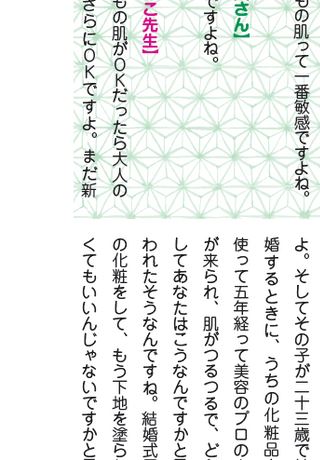 もの肌って一番敏感ですよね。
さん】
ですよね。
こ先生】
もの肌がOKだったら大人の
さらにOKですよ。まだ新
よ。そしてその子が二十三歳で
婚するときに、うちの化粧品
使って五年経って美容のプロの
が来られ、肌がつるつるで、ど
してあなたはこうなんですかと
われたそうなんですね。結婚式
の化粧をして、もう下地を塗ら
くてもいいんじゃないですかと